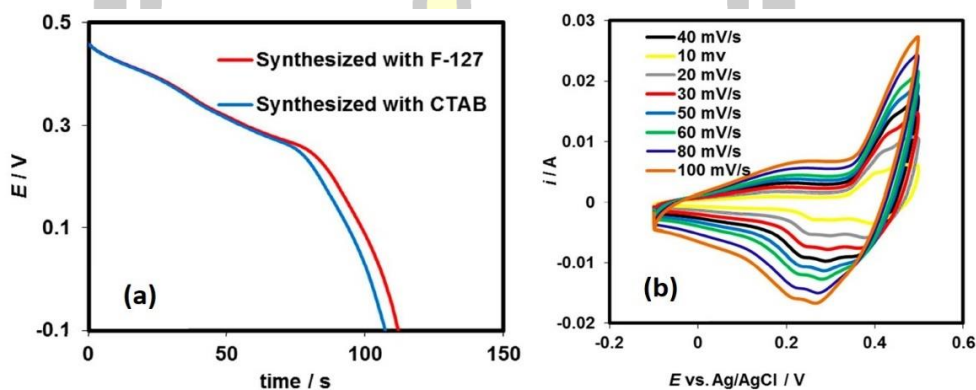 0.5
0.3
0.1
-0.1
E / V
Synthesized with F-127
Synthesized with CTAB
(a)
0 50 100 150
time / s
0.03
0.02
0.01
0
-0.01
-0.02
i / A
40 mV/s
10 mv
20 mV/s
30 mV/s
50 mV/s
60 mV/s
80 mV/s
100 mV/s
(b)
-0.2 0 0.2 0.4 0.6
E vs. Ag/AgCl / V